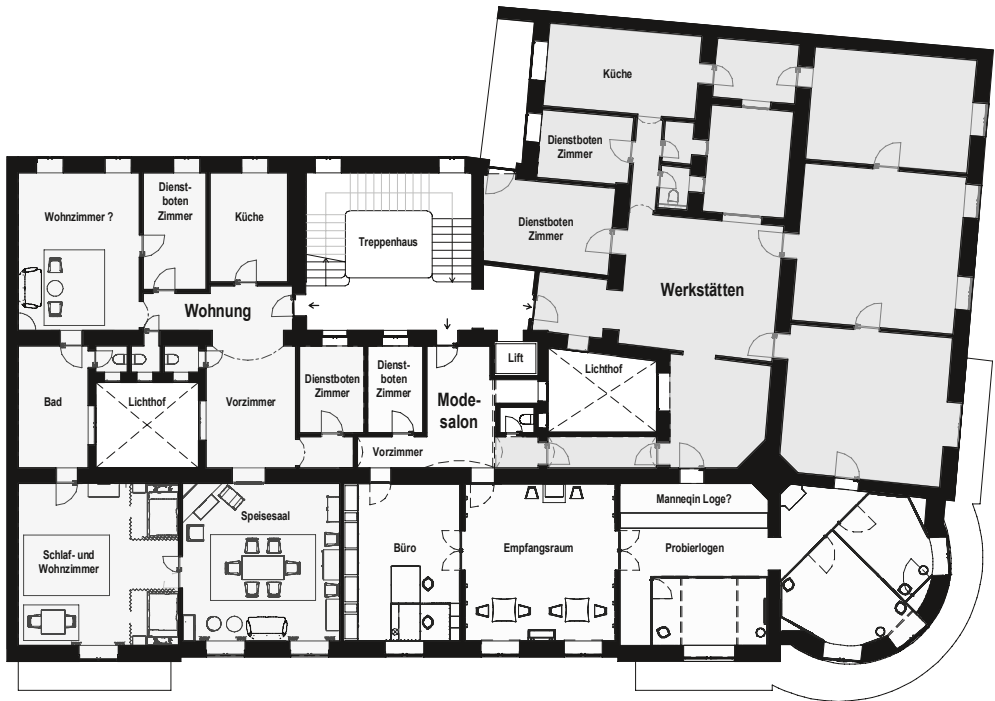 Küche
Dienstboten
Zimmer
Dienstboten
Zimmer
Werkstätten
Wohnzimmer ?
Dienst-
boten
Zimmer
Küche
Treppenhaus
Wohnung
Bad
Lichthof
Vorzimmer
Dienstboten
Zimmer
Dienst-
boten
Zimmer
Mode-
salon
Vorzimmer
Lift
Lichthof
Schlaf- und
Wohnzimmer
Speisesaal
Büro
Empfangsraum
Manneqin Loge?
Probierlogen